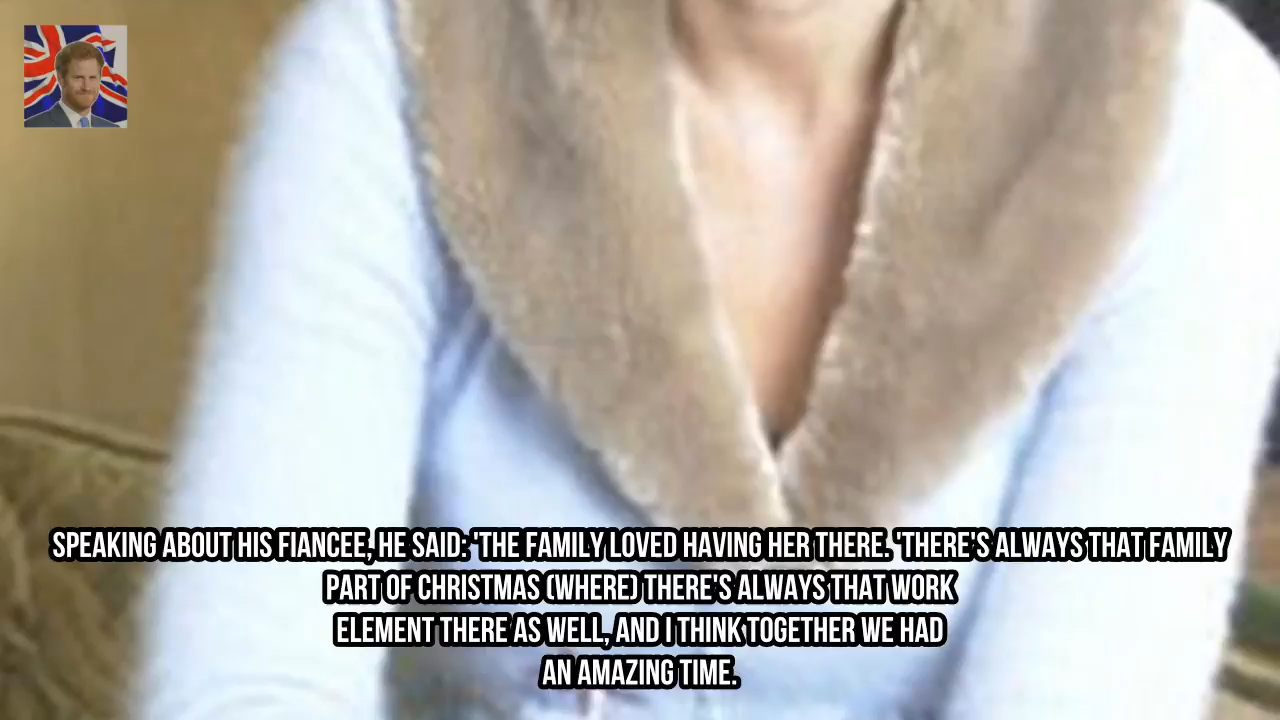 SPEAKING ABOUT HIS FIANCEE, HE SAID: 'THE FAMILY LOVED HAVING HER THERE. 'THERE'S ALWAYS THAT FAMILY
PART OF CHRISTMAS (WHERE) THERE'S ALWAYS THAT WORK
ELEMENT THERE AS WELL, AND I THINK TOGETHER WE HAD
AN AMAZING TIME.